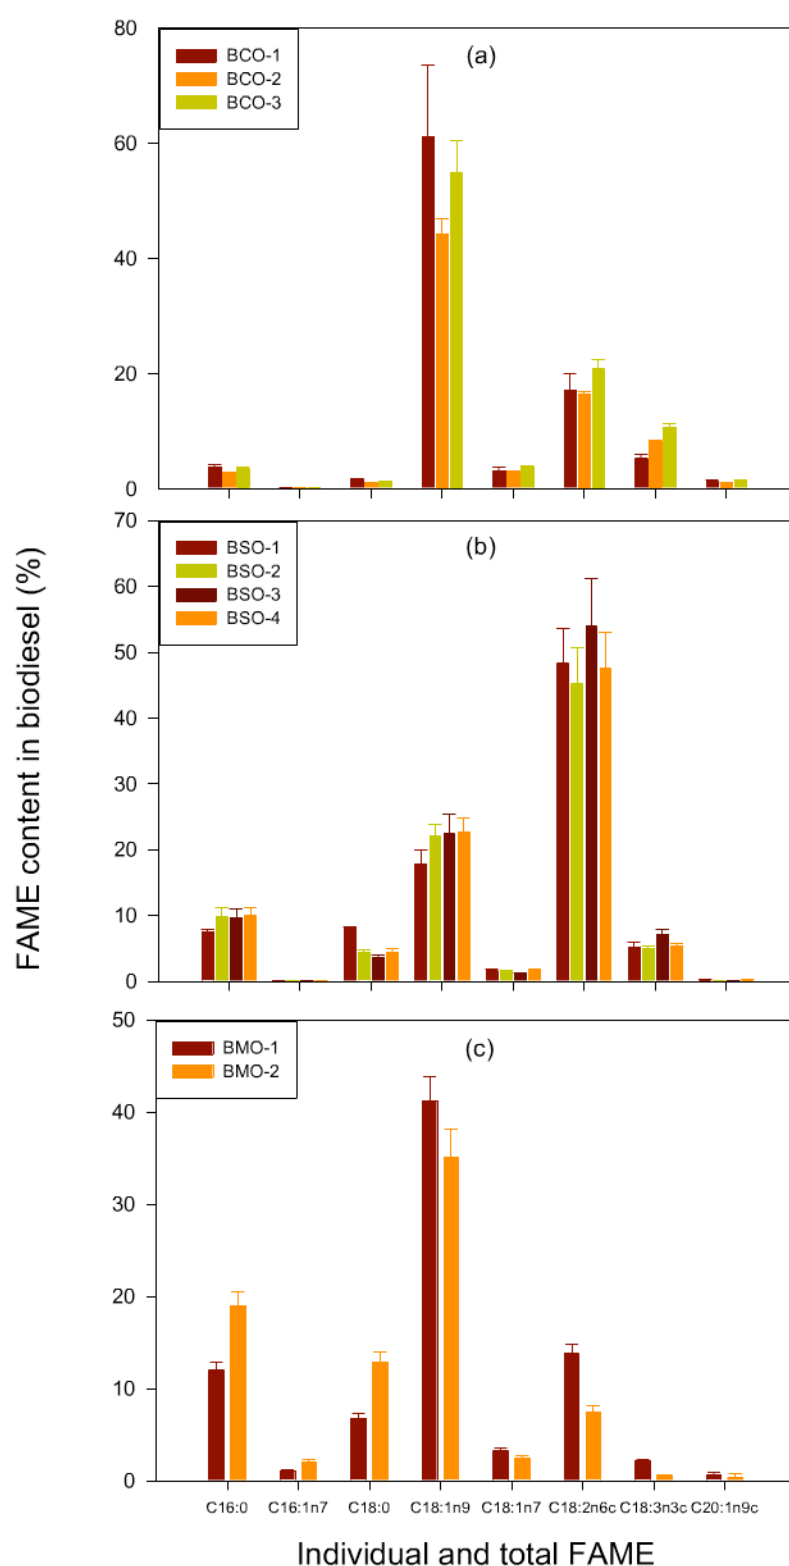 FAME content in biodiesel (%)
(a)
BCO-1
BCO-2
BCO-3
80
60
40
20
0
(b)
BSO-1
BSO-2
BSO-3
BSO-4
70
60
50
40
30
20
10
0
(c)
BMO-1
BMO-2
50
40
30
20
10
0
C16:0 C16:1n7 C18:0 C18:1n9 C18:1n7 C18:2n6c C18:3n3c C20:1n9c
Individual and total FAME